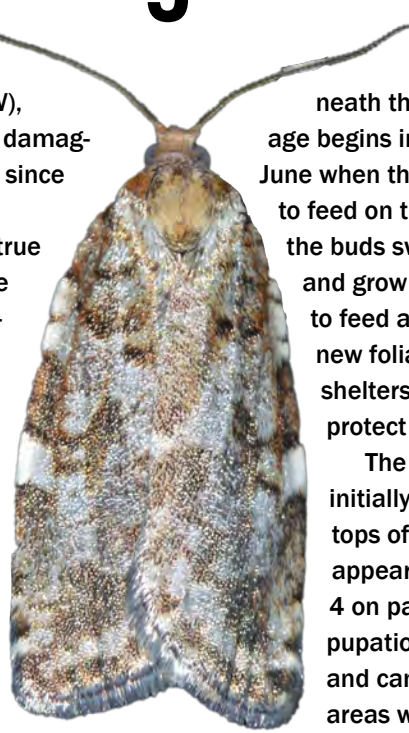 W),
damag-
since
true
neath th
age begins in
June when th
to feed on t
the buds sw
and grow
to feed a
new folia
shelters
protect
The
initially
tops of
appear
4 on pa
pupatio
and car
areas w